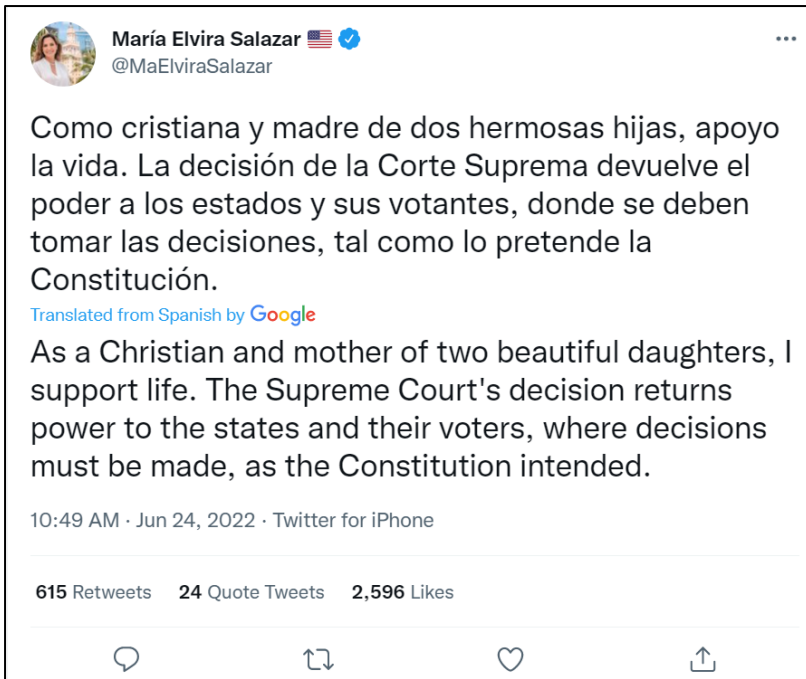 María Elvira Salazar
@MaElviraSalazar
Como cristiana y madre de dos hermosas hijas, apoyo
la vida. La decisión de la Corte Suprema devuelve el
poder a los estados y sus votantes, donde se deben
tomar las decisiones, tal como lo pretende la
Constitución.
Translated from Spanish by Google
As a Christian and mother of two beautiful daughters, I
support life. The Supreme Court's decision returns
power to the states and their voters, where decisions
must be made, as the Constitution intended.
10:49 AM · Jun 24, 2022 · Twitter for iPhone
615 Retweets 24 Quote Tweets 2,596 Likes